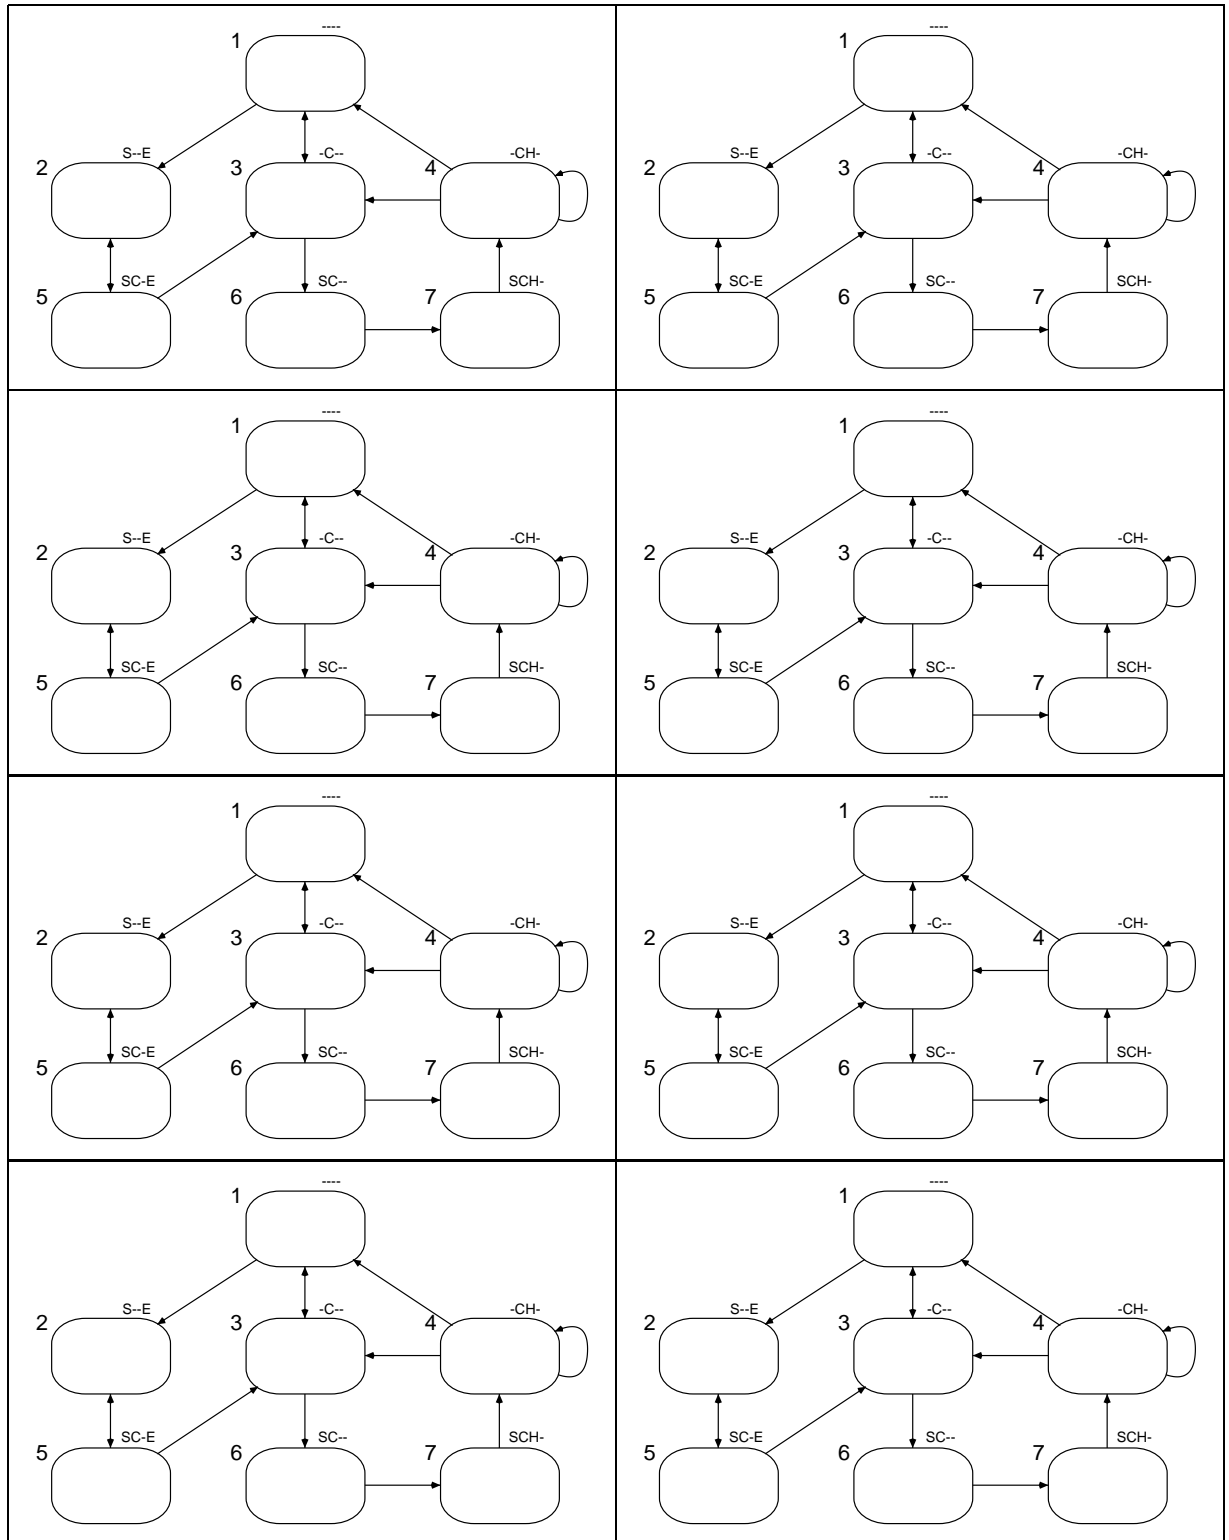 ---- ----
1 1
S--E -C-- -CH- S--E -C-- -CH-
2 3 4 2 3 4
SC-E SC-- SCH- SC-E SC-- SCH-
5 6 7 5 6 7
---- ----
1 1
S--E -C-- -CH- S--E -C-- -CH-
2 3 4 2 3 4
SC-E SC-- SCH- SC-E SC-- SCH-
5 6 7 5 6 7
---- ----
1 1
S--E -C-- -CH- S--E -C-- -CH-
2 3 4 2 3 4
SC-E SC-- SCH- SC-E SC-- SCH-
5 6 7 5 6 7
---- ----
1 1
S--E -C-- -CH- S--E -C-- -CH-
2 3 4 2 3 4
SC-E SC-- SCH- SC-E SC-- SCH-
5 6 7 5 6 7